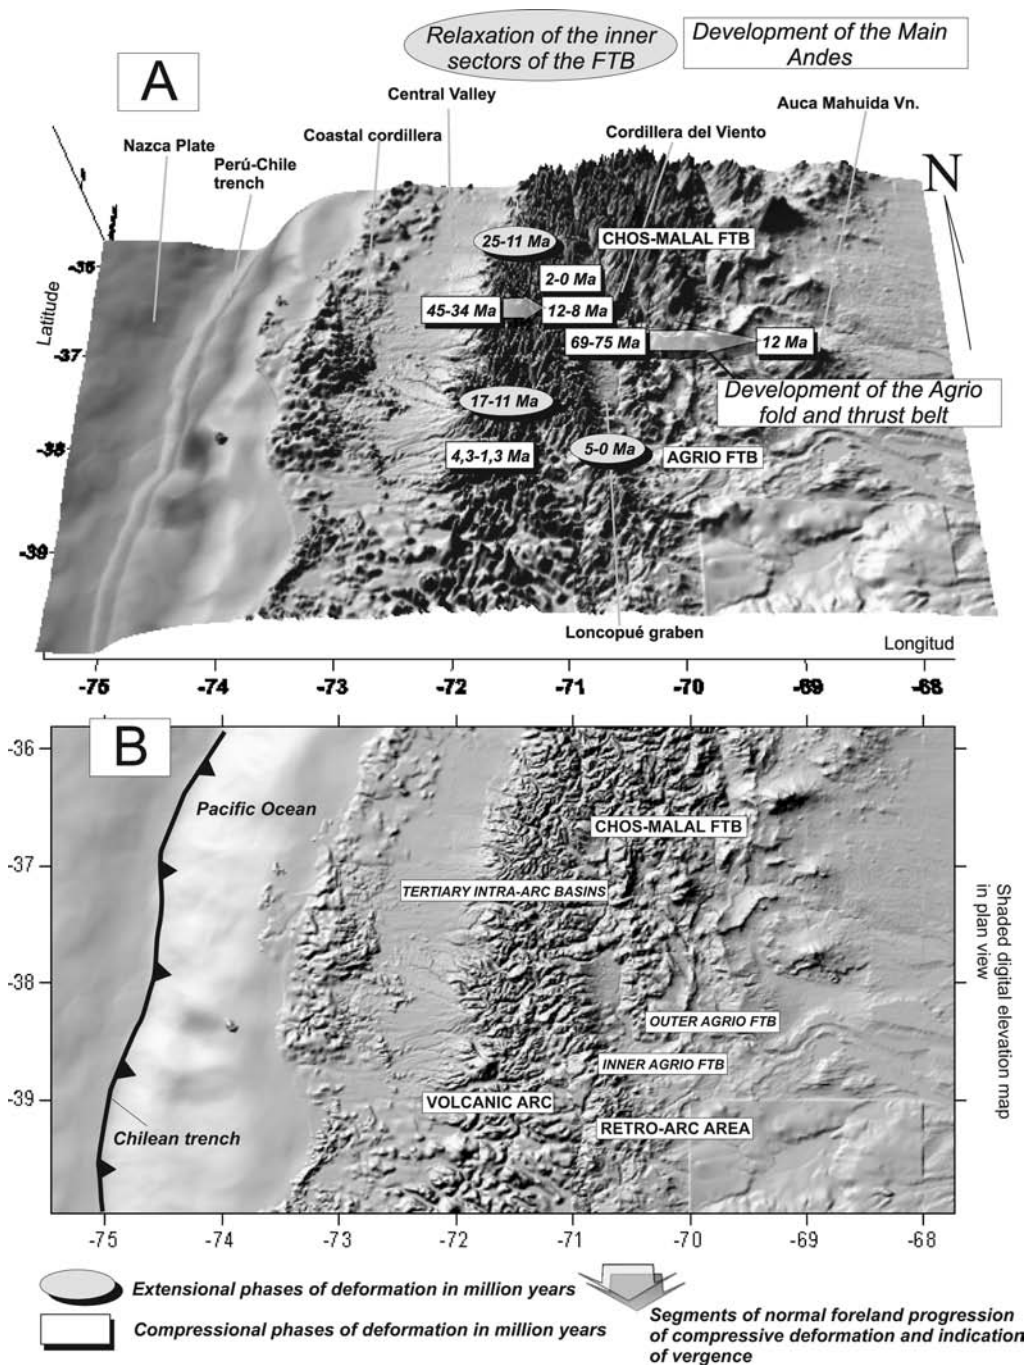 Relaxation of the inner
sectors of the FTB
Development of the Main
Andes
A
Central Valley
Auca Mahuida Vn.
Coastal cordillera
Cordillera del Viento
Nazca Plate
Perú-Chile
trench
N
25-11 Ma
CHOS-MALAL FTB
-35
2-0 Ma
Latitude
45-34 Ma
12-8 Ma
69-75 Ma
12 Ma
-37
Development of the Agrio
fold and thrust belt
17-11 Ma
-38
4,3-1,3 Ma
5-0 Ma
AGRIO FTB
-39
Loncopué graben
Longitud
-75 -74 -73 -72 -71 -70 -69 -68
B
-36
Pacific Ocean
CHOS-MALAL FTB
-37
TERTIARY INTRA-ARC BASINS
Shaded digital elevation map
in plan view
-38
OUTER AGRIO FTB
INNER AGRIO FTB
-39
VOLCANIC ARC
RETRO-ARC AREA
Chilean trench
-75 -74 -73 -72 -71 -70 -69 -68
Extensional phases of deformation in million years
Compressional phases of deformation in million years
Segments of normal foreland progression
of compressive deformation and indication
of vergence